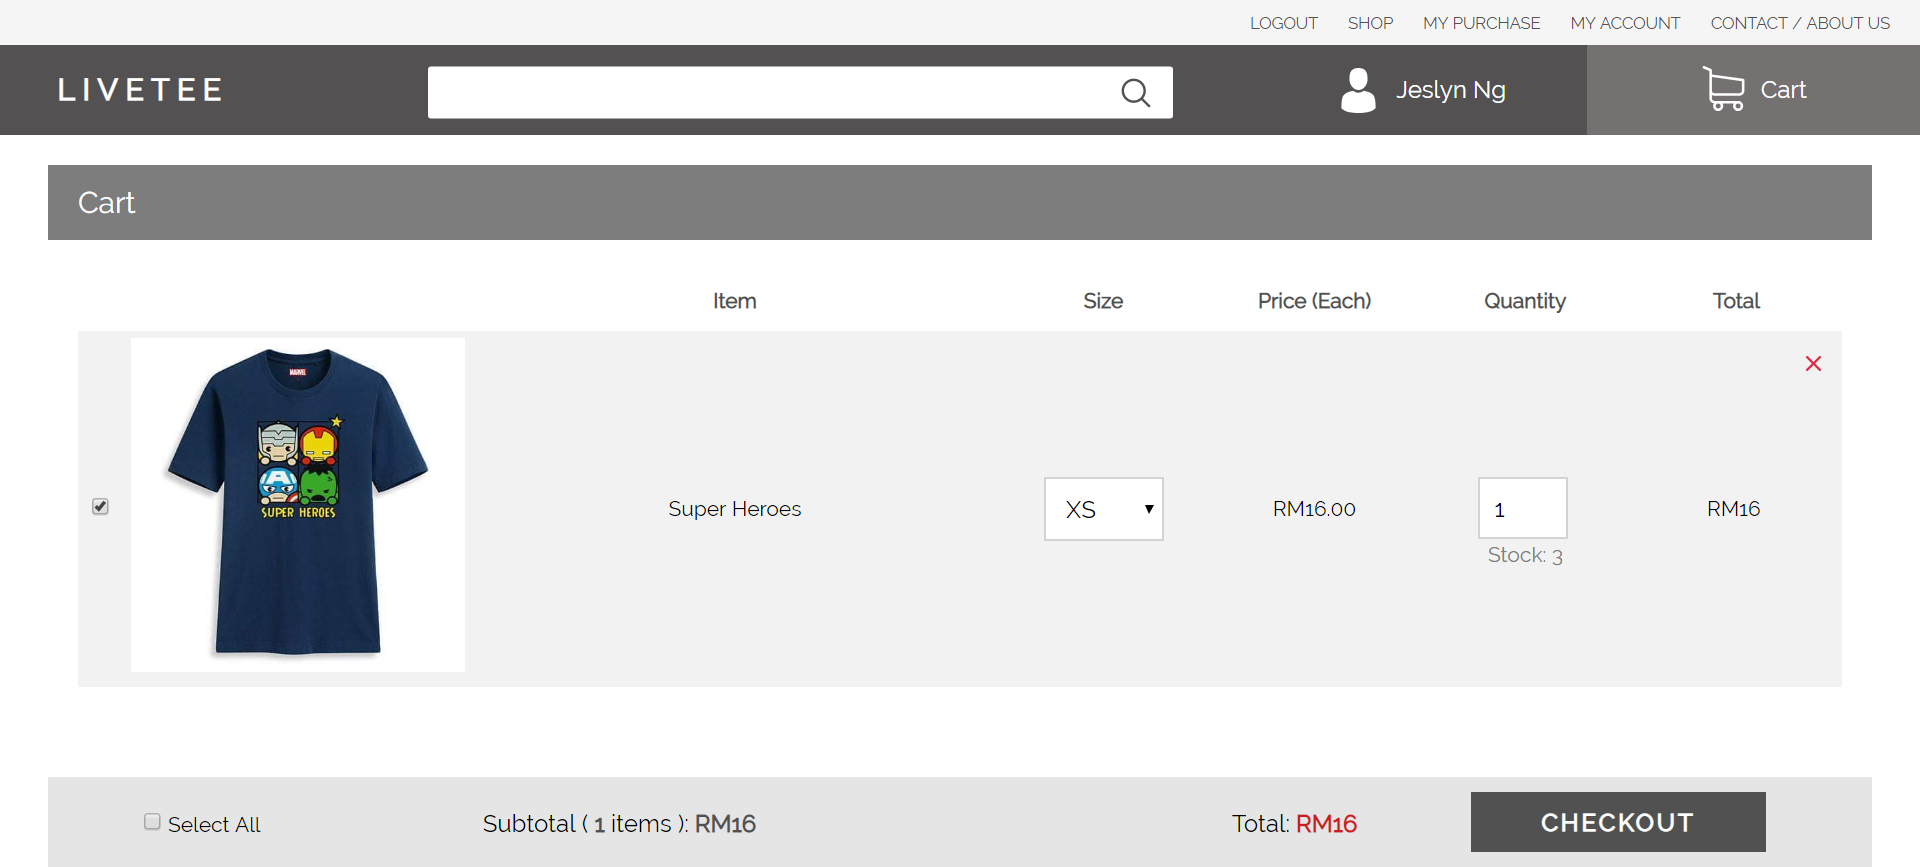 LOGOUT SHOP MY PURCHASE MY ACCOUNT CONTACT / ABOUT US
LIVETEE Jeslyn Ng Cart
Cart
Item Size Price (Each) Quantity Total
MARVEL
SUPER HEROES
Super Heroes XS RM16.00 1 RM16
Stock: 3
Select All Subtotal ( 1 items ): RM16 Total: RM16 CHECKOUT